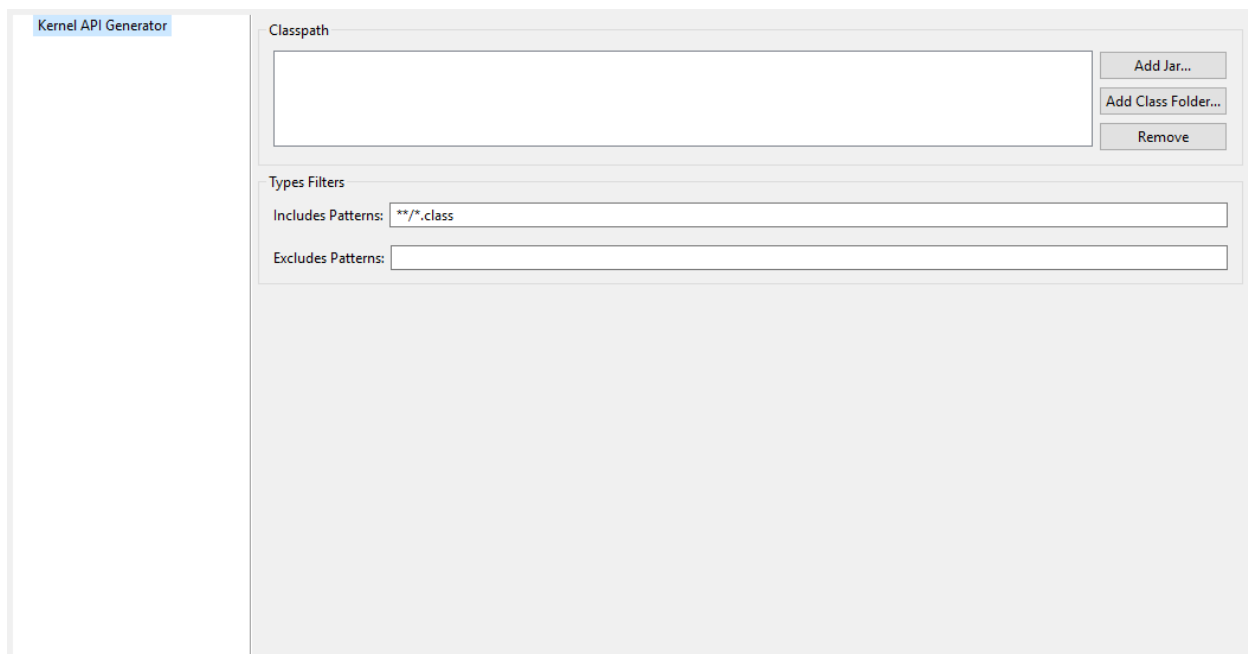 Kernel API Generator
Classpath
Add Jar...
Add Class Folder...
Remove
Types Filters
Includes Patterns: **/*.class
Excludes Patterns: